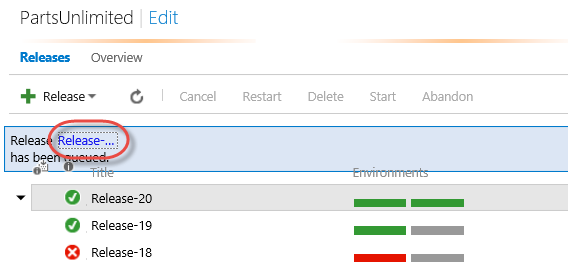 PartsUnlimited | Edit
Releases Overview
Release Cancel Restart Delete Start Abandon
Release Release-...
has been queued.
Title Environments
Release-20
Release-19
Release-18